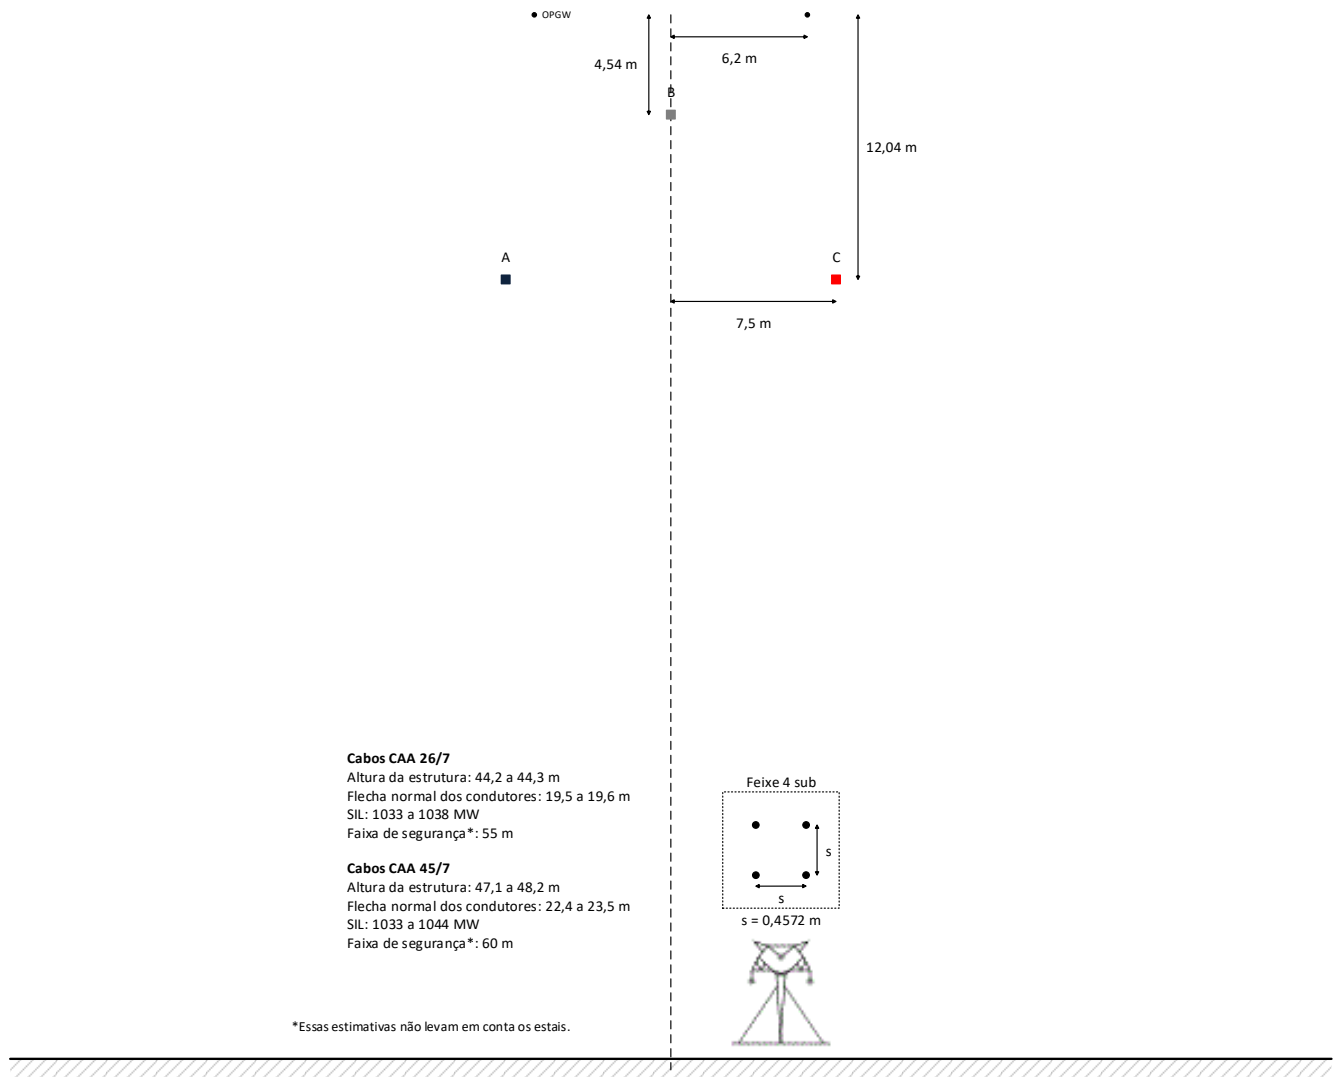 OPGW
4,54 m
6,2 m
B
12,04 m
A
C
7,5 m
Cabos CAA 26/7
Altura da estrutura: 44,2 a 44,3 m
Flecha normal dos condutores: 19,5 a 19,6 m
SIL: 1033 a 1038 MW
Faixa de segurança*: 55 m
Cabos CAA 45/7
Altura da estrutura: 47,1 a 48,2 m
Flecha normal dos condutores: 22,4 a 23,5 m
SIL: 1033 a 1044 MW
Faixa de segurança*: 60 m
Feixe 4 sub
s
s
s = 0,4572 m
*Essas estimativas não levam em conta os estais.